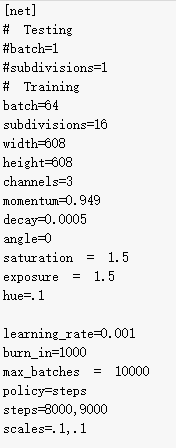 [net]
# Testing
#batch=1
#subdivisions=1
# Training
batch=64
subdivisions=16
width=608
height=608
channels=3
momentum=0.949
decay=0.0005
angle=0
saturation = 1.5
exposure = 1.5
hue=.1

learning_rate=0.001
burn_in=1000
max_batches = 10000
policy=steps
steps=8000,9000
scales=.1,.1